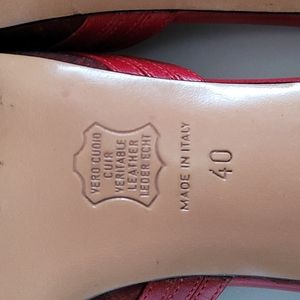 VERO CUOIO
CUIR
VERITABLE
LEATHER
LEDER ECHT
MADE IN ITALY
40